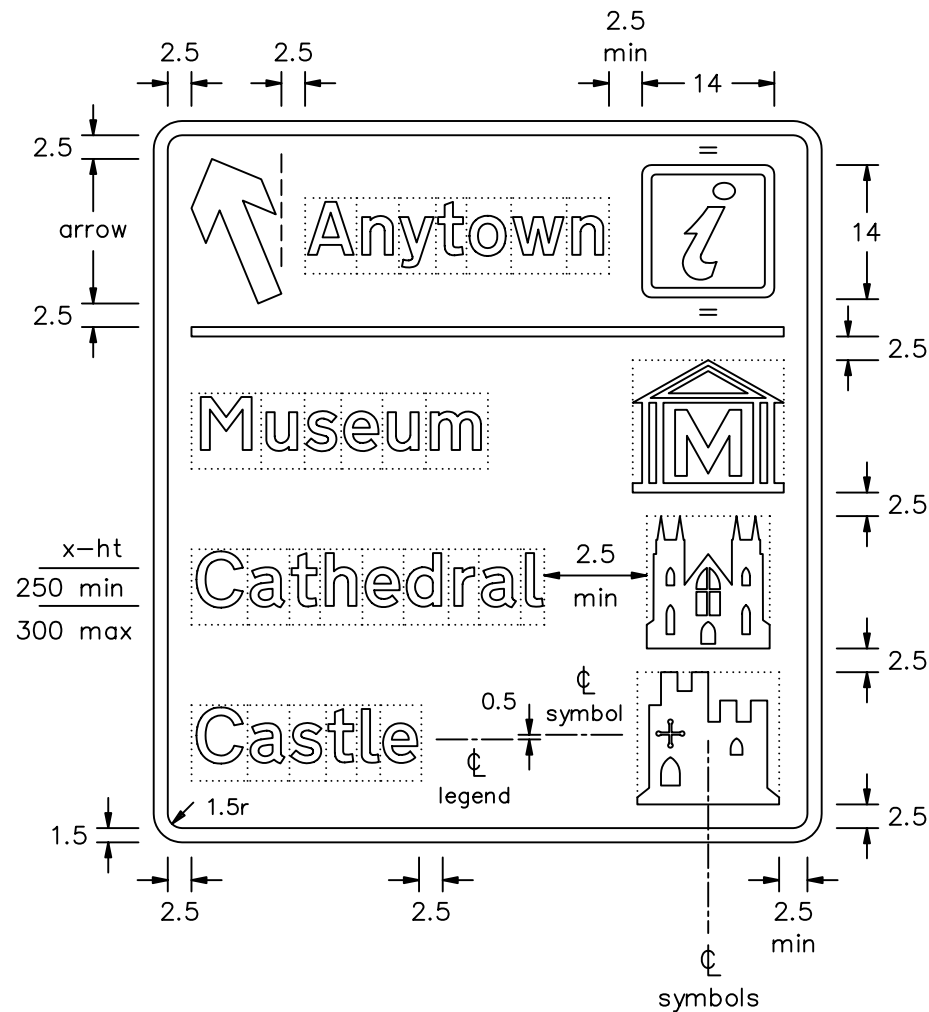 2.5
min
2.5 2.5
14
2.5
=
arrow
Anytown
i
14
2.5
=
2.5
Museum
M
2.5
x-ht
250 min
300 max
Cathedral
2.5
min
2.5
0.5
℄
symbol
Castle
℄
legend
1.5r
1.5
2.5
2.5 2.5 2.5
min
℄
symbols